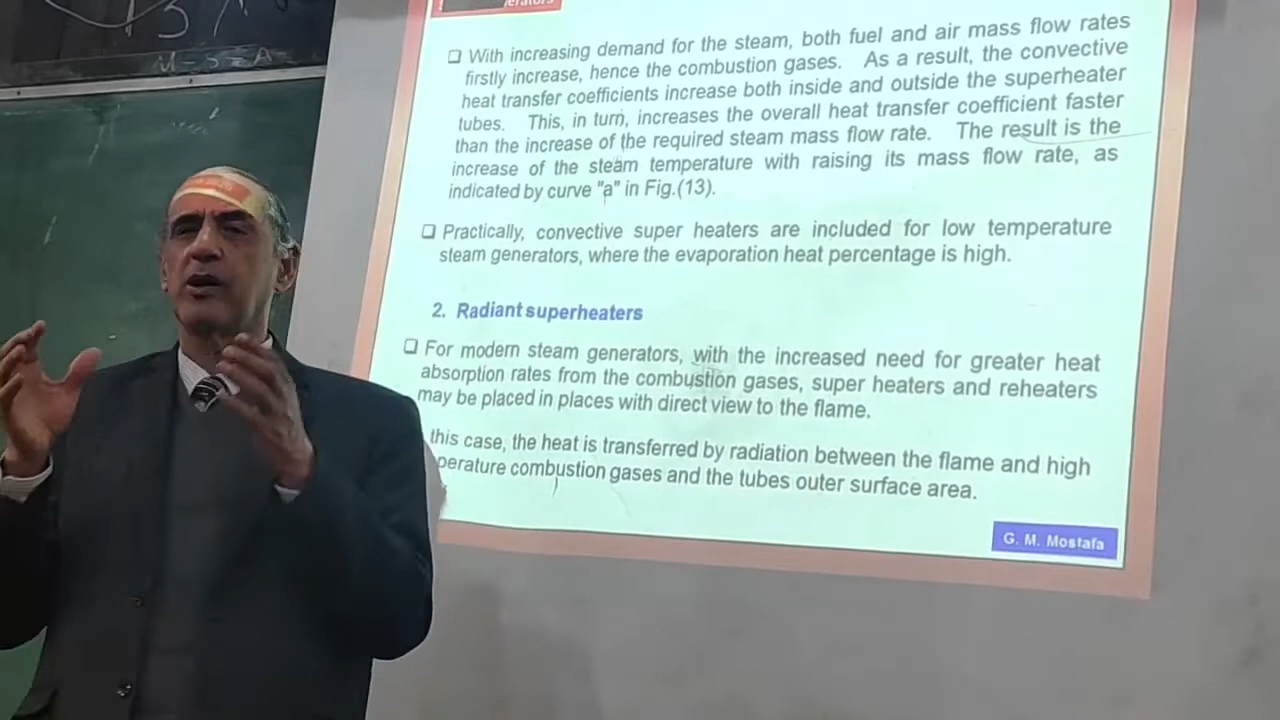 erators
M-S=A
❑ With increasing demand for the steam, both fuel and air mass flow rates
firstly increase, hence the combustion gases. As a result, the convective
heat transfer coefficients increase both inside and outside the superheater
tubes. This, in turn, increases the overall heat transfer coefficient faster
than the increase of the required steam mass flow rate. The result is the
increase of the steam temperature with raising its mass flow rate, as
indicated by curve "a" in Fig.(13).
❑ Practically, convective super heaters are included for low temperature
steam generators, where the evaporation heat percentage is high.
2. Radiant superheaters
❑ For modern steam generators, with the increased need for greater heat
absorption rates from the combustion gases, super heaters and reheaters
may be placed in places with direct view to the flame.
this case, the heat is transferred by radiation between the flame and high
perature combustion gases and the tubes outer surface area.
G. M. Mostafa